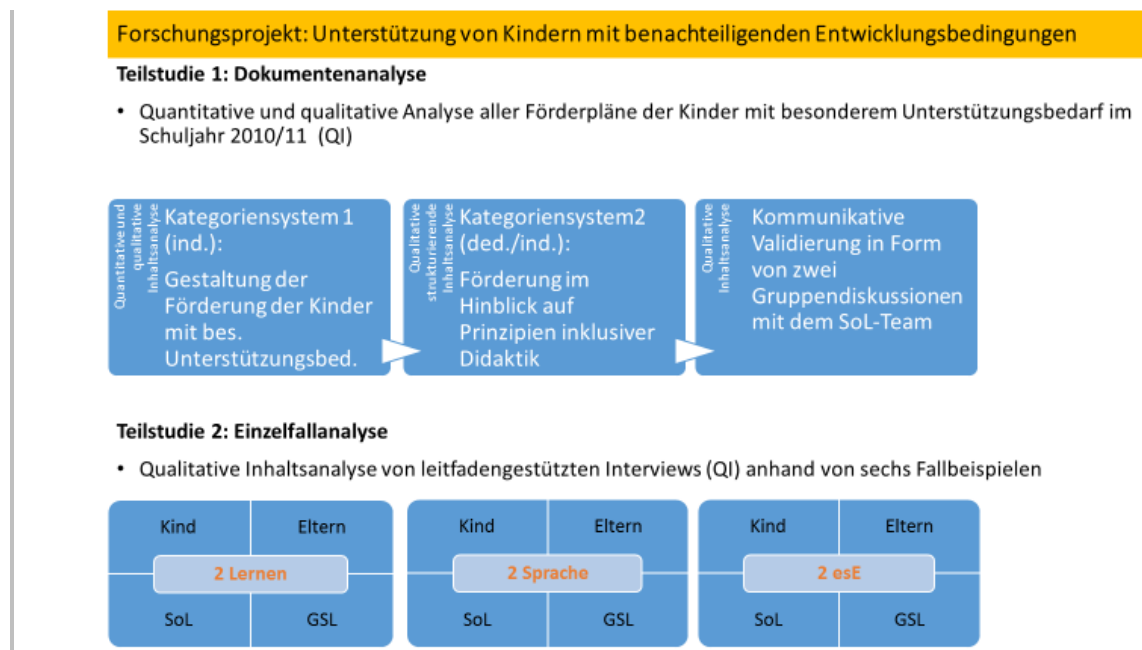 Forschungsprojekt: Unterstützung von Kindern mit benachteiligenden Entwicklungsbedingungen
Teilstudie 1: Dokumentenanalyse
• Quantitative und qualitative Analyse aller Förderpläne der Kinder mit besonderem Unterstützungsbedarf im
Schuljahr 2010/11 (QI)
Quantitative und
qualitative
Inhaltsanalyse
Kategoriensystem 1
(ind.):
Gestaltung der
Förderung der Kinder
mit bes.
Unterstützungsbed.
Qualitative
strukturierende
Inhaltsanalyse
Kategoriensystem2
(ded./ind.):
Förderung im
Hinblick auf
Prinzipien inklusiver
Didaktik
Qualitative
Inhaltsanalyse
Kommunikative
Validierung in Form
von zwei
Gruppendiskussionen
mit dem SoL-Team
Teilstudie 2: Einzelfallanalyse
• Qualitative Inhaltsanalyse von leitfadengestützten Interviews (QI) anhand von sechs Fallbeispielen
Kind Eltern
2 Lernen
SoL GSL
Kind Eltern
2 Sprache
SoL GSL
Kind Eltern
2 esE
SoL GSL